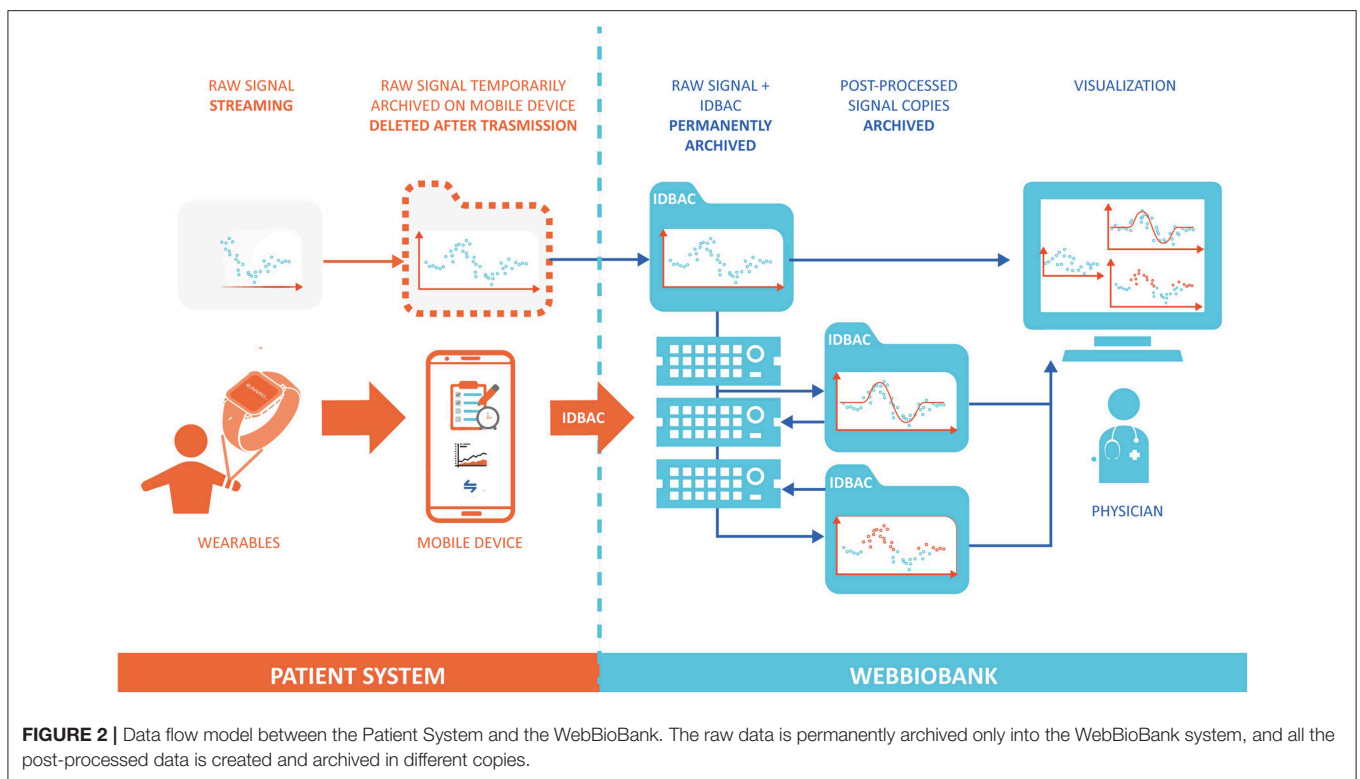 RAW SIGNAL
STREAMING
RAW SIGNAL TEMPORARILY
ARCHIVED ON MOBILE DEVICE
DELETED AFTER TRASMISSION
RAW SIGNAL +
IDBAC
PERMANENTLY
ARCHIVED
POST-PROCESSED
SIGNAL COPIES
ARCHIVED
VISUALIZATION
IDBAC
IDBAC
IDBAC
IDBAC
WEARABLES
MOBILE DEVICE
PHYSICIAN
PATIENT SYSTEM
WEBBIOBANK
FIGURE 2 | Data flow model between the Patient System and the WebBioBank. The raw data is permanently archived only into the WebBioBank system, and all the
post-processed data is created and archived in different copies.